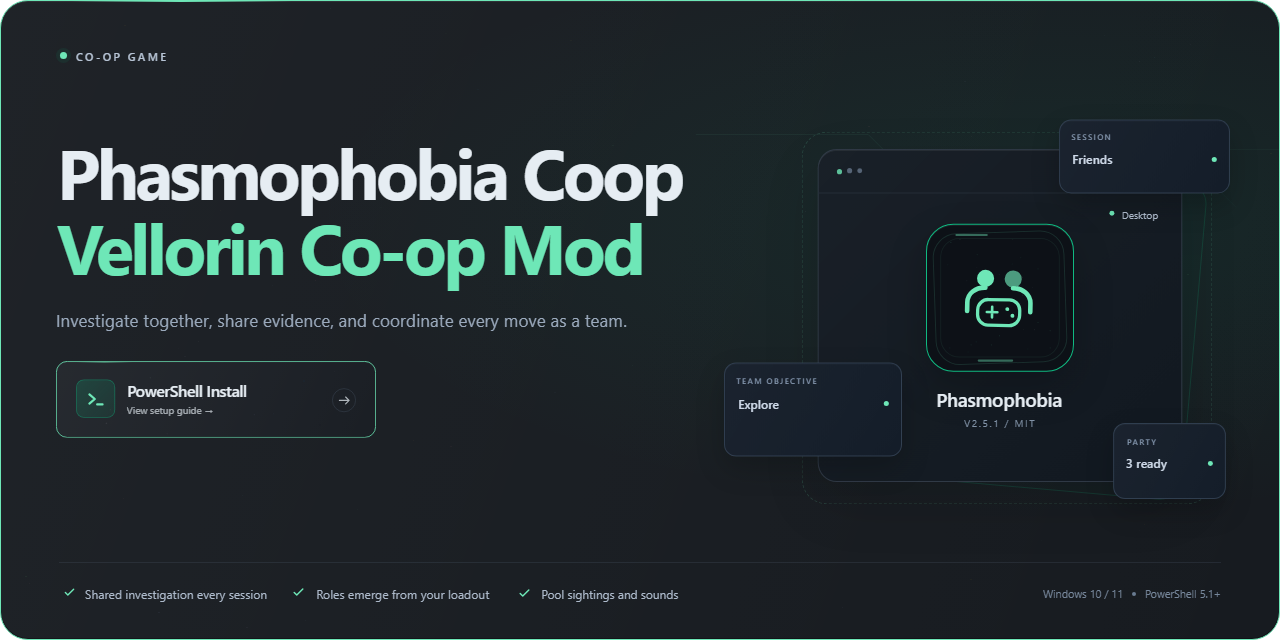 CO-OP GAME
Phasmophobia Coop
Vellorin Co-op Mod
Investigate together, share evidence, and coordinate every move as a team.
PowerShell Install
View setup guide →
SESSION
Friends
Desktop
TEAM OBJECTIVE
Explore
Phasmophobia
V2.5.1 / MIT
PARTY
3 ready
Shared investigation every session
Roles emerge from your loadout
Pool sightings and sounds
Windows 10 / 11 • PowerShell 5.1+